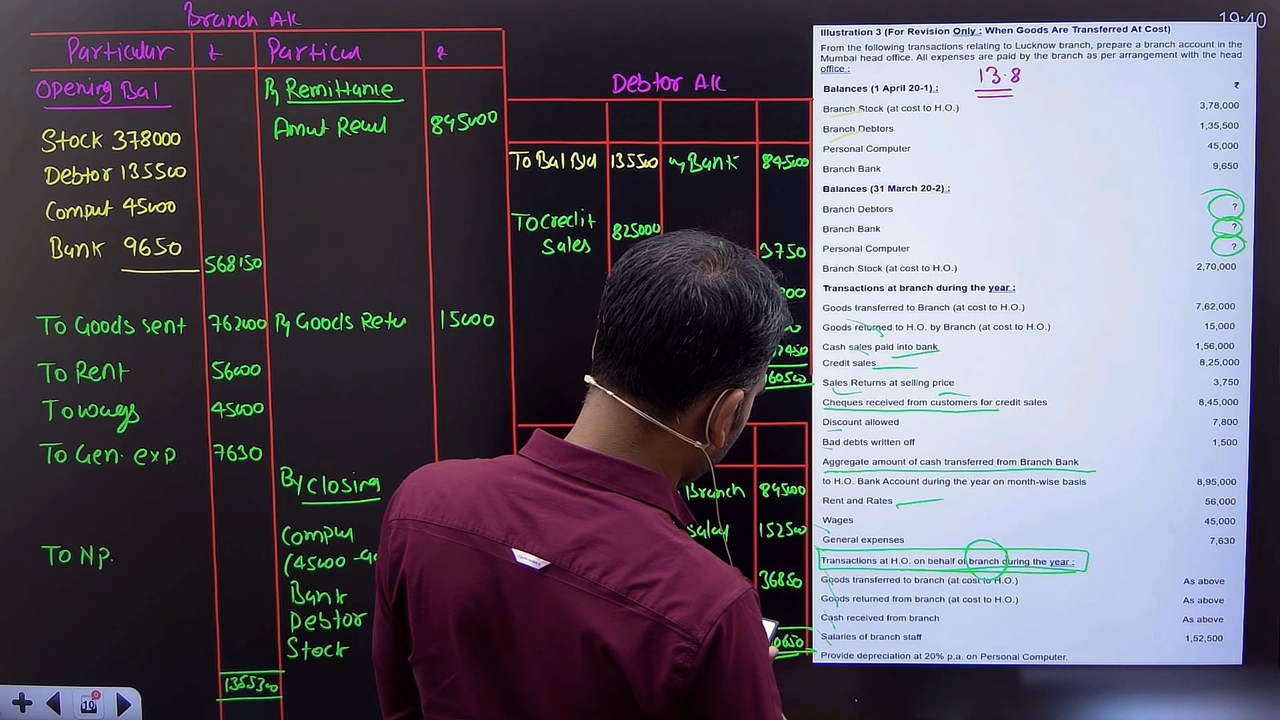 Branch A/c
Particular ₹ Particul ₹
Opening Bal
Stock 378000
Debtor 135500
Comput 45000
Bank 9650
568150
To Goods sent 762000
To Rent 56000
To wages 45000
To Gen. exp 7630
To Np.
1355300
By Remittance
Amut Recd 895000
By Goods Retu 15000
By closing
Comput
(45000 -
Bank
Debtor
Stock
Debtor A/c
To Bal B/d 135500 By Bank 845000
To credit 825000
Sales 3750
60500
Branch 845000
salary 152500
36850
0650
19:40
Illustration 3 (For Revision Only : When Goods Are Transferred At Cost)
From the following transactions relating to Lucknow branch, prepare a branch account in the
Mumbai head office. All expenses are paid by the branch as per arrangement with the head
office :
13.8
Balances (1 April 20-1) : ₹
Branch Stock (at cost to H.O.) 3,78,000
Branch Debtors 1,35,500
Personal Computer 45,000
Branch Bank 9,650
Balances (31 March 20-2) :
Branch Debtors ?
Branch Bank ?
Personal Computer ?
Branch Stock (at cost to H.O.) 2,70,000
Transactions at branch during the year :
Goods transferred to Branch (at cost to H.O.) 7,62,000
Goods returned to H.O. by Branch (at cost to H.O.) 15,000
Cash sales paid into bank 1,56,000
Credit sales 8,25,000
Sales Returns at selling price 3,750
Cheques received from customers for credit sales 8,45,000
Discount allowed 7,800
Bad debts written off 1,500
Aggregate amount of cash transferred from Branch Bank
to H.O. Bank Account during the year on month-wise basis 8,95,000
Rent and Rates 56,000
Wages 45,000
General expenses 7,630
Transactions at H.O. on behalf of branch during the year :
Goods transferred to branch (at cost to H.O.) As above
Goods returned from branch (at cost to H.O.) As above
Cash received from branch As above
Salaries of branch staff 1,52,500
Provide depreciation at 20% p.a. on Personal Computer.
10